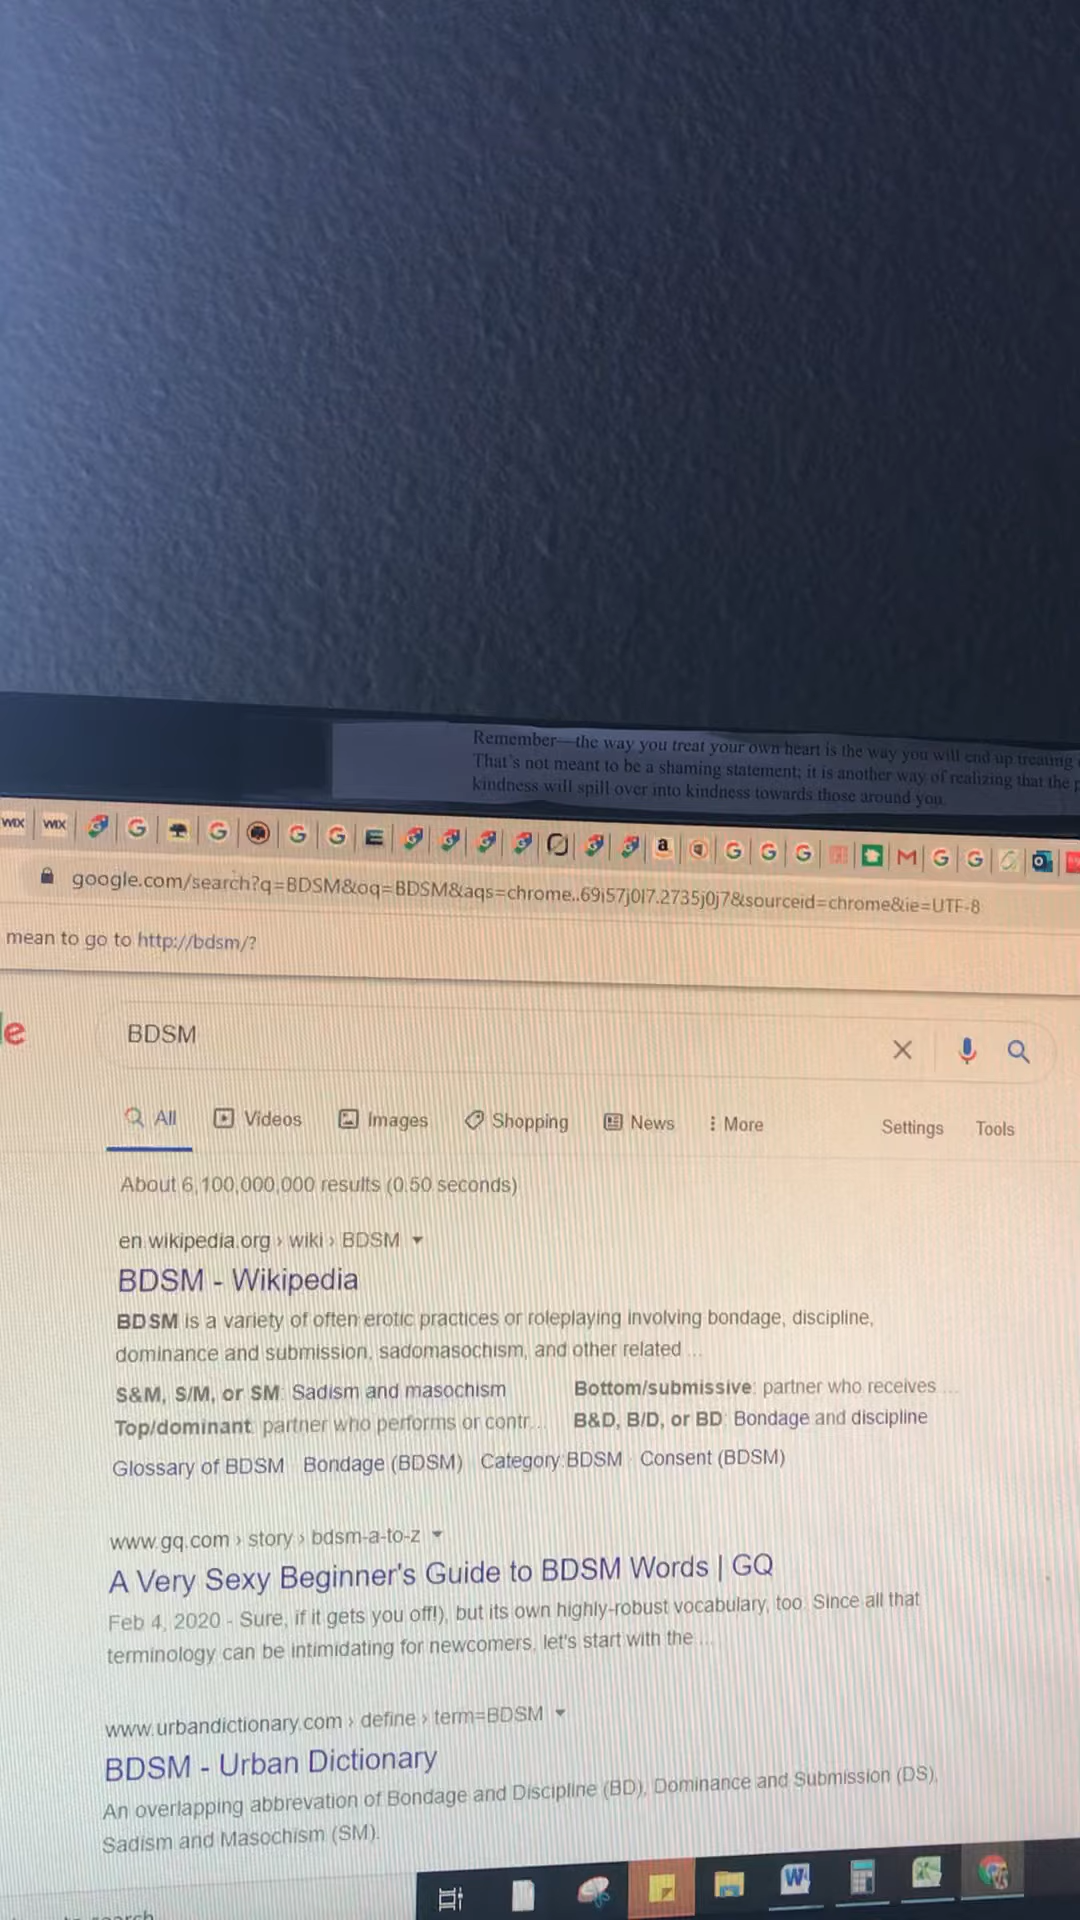 Remember—the way you treat your own heart is the way you will end up treating
That's not meant to be a shaming statement; it is another way of realizing that the
kindness will spill over into kindness towards those around you.
WIX WIX
google.com/search?q=BDSM&oq=BDSM&aqs=chrome..69i57j0l7.2735j0j7&sourceid=chrome&ie=UTF-8
mean to go to http://bdsm/?
le
BDSM
All Videos Images Shopping News More Settings Tools
About 6,100,000,000 results (0.50 seconds)
en.wikipedia.org › wiki › BDSM
BDSM - Wikipedia
BDSM is a variety of often erotic practices or roleplaying involving bondage, discipline,
dominance and submission, sadomasochism, and other related ...
S&M, S/M, or SM: Sadism and masochism Bottom/submissive: partner who receives ...
Top/dominant: partner who performs or contr... B&D, B/D, or BD: Bondage and discipline
Glossary of BDSM · Bondage (BDSM) · Category:BDSM · Consent (BDSM)
www.gq.com › story › bdsm-a-to-z
A Very Sexy Beginner's Guide to BDSM Words | GQ
Feb 4, 2020 - Sure, if it gets you off!), but its own highly-robust vocabulary, too. Since all that
terminology can be intimidating for newcomers, let's start with the ...
www.urbandictionary.com › define › term=BDSM
BDSM - Urban Dictionary
An overlapping abbrevation of Bondage and Discipline (BD), Dominance and Submission (DS),
Sadism and Masochism (SM).